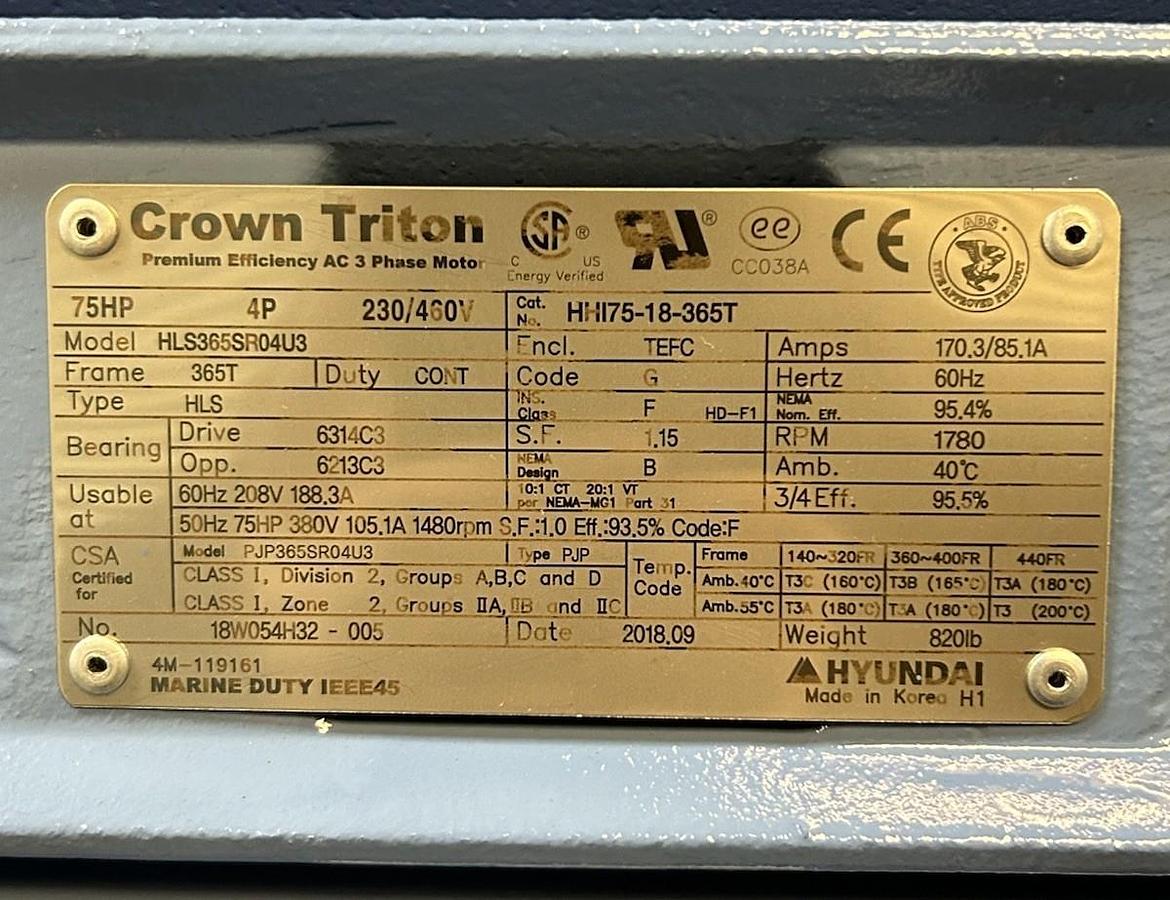 Crown Triton
Premium Efficiency AC 3 Phase Motor
SA ® C US
Energy Verified
UR ®
ee
CC038A
CE
A·B·S
TYPE APPROVED PRODUCT
75HP 4P 230/460V Cat. No. HHI75-18-365T
Model HLS365SR04U3 Encl. TEFC Amps 170.3/85.1A
Frame 365T Duty CONT Code G Hertz 60Hz
Type HLS INS. Class F HD-F1 NEMA Nom. Eff. 95.4%
Bearing Drive 6314C3 S.F. 1.15 RPM 1780
Opp. 6213C3 NEMA Design B Amb. 40°C
Usable at 60Hz 208V 188.3A 10:1 CT 20:1 VT per NEMA-MG1 Part 31 3/4 Eff. 95.5%
50Hz 75HP 380V 105.1A 1480rpm S.F.:1.0 Eff.:93.5% Code:F
CSA Certified for Model PJP365SR04U3 Type PJP Temp. Code Frame 140~320FR 360~400FR 440FR
CLASS I, Division 2, Groups A,B,C and D Amb.40°C T3C (160°C) T3B (165°C) T3A (180°C)
CLASS I, Zone 2, Groups IIA, IIB and IIC Amb.55°C T3A (180°C) T3A (180°C) T3 (200°C)
No. 18W054H32 - 005 Date 2018.09 Weight 820lb
4M-119161
MARINE DUTY IEEE45
HYUNDAI
Made in Korea H1